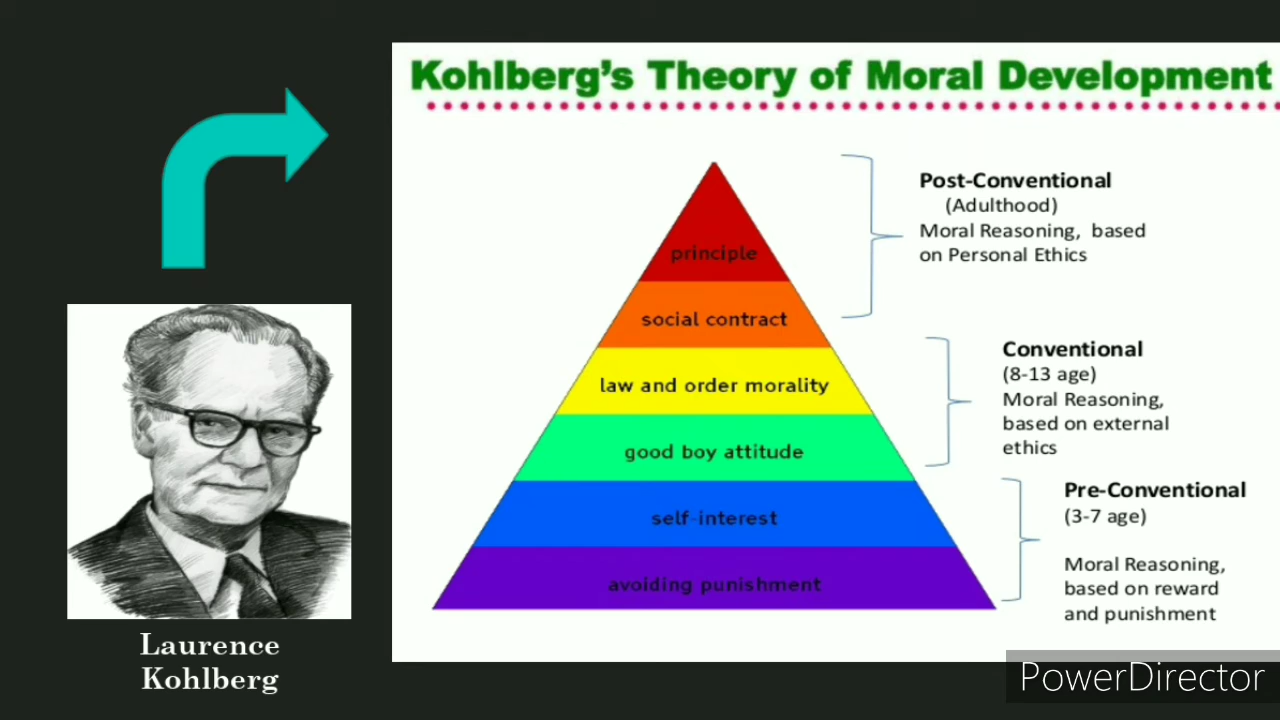 Kohlberg's Theory of Moral Development
principle
social contract
law and order morality
good boy attitude
self-interest
avoiding punishment
Post-Conventional
(Adulthood)
Moral Reasoning, based
on Personal Ethics
Conventional
(8-13 age)
Moral Reasoning,
based on external
ethics
Pre-Conventional
(3-7 age)
Moral Reasoning,
based on reward
and punishment
Laurence
Kohlberg
PowerDirector